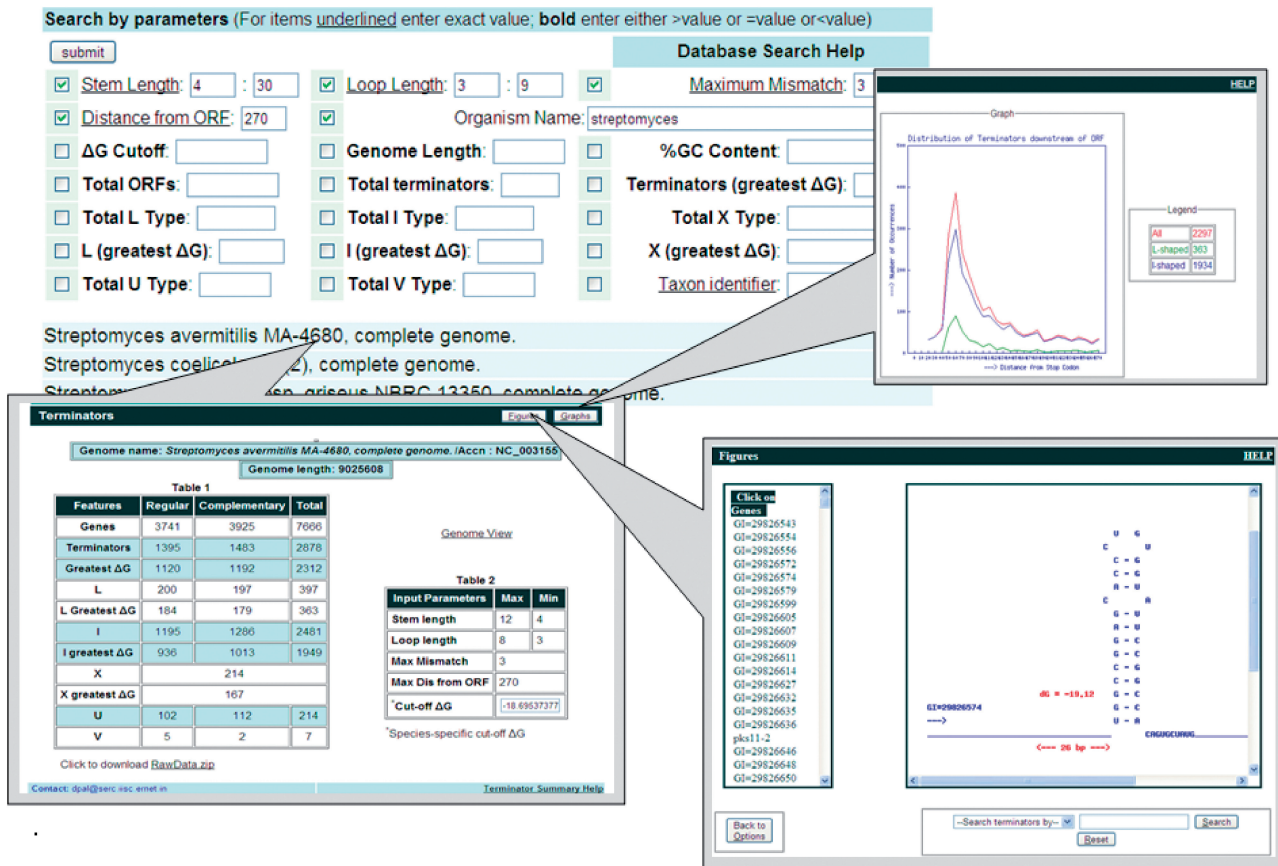 Search by parameters (For items underlined enter exact value; bold enter either >value or =value or<value)
submit
Database Search Help
Stem Length: 4 : 30 Loop Length: 3 : 9 Maximum Mismatch: 3
Distance from ORF: 270 Organism Name: streptomyces
ΔG Cutoff: Genome Length: %GC Content:
Total ORFs: Total terminators: Terminators (greatest ΔG):
Total L Type: Total I Type: Total X Type:
L (greatest ΔG): I (greatest ΔG): X (greatest ΔG):
Total U Type: Total V Type: Taxon identifier:
Streptomyces avermitilis MA-4680, complete genome.
Streptomyces (2), complete genome.
griseus NBRC 13350, complete genome.
HELP
Graph
Distribution of Terminators downstream of ORF
---> Number of Occurrences
---> Distance from Stop Codon
Legend
All 2297
L-shaped 363
I-shaped 1934
Terminators
Figures Graphs
Genome name: Streptomyces avermitilis MA-4680, complete genome. /Accn : NC_003155
Genome length: 9025608
Table 1
Features Regular Complementary Total
Genes 3741 3925 7666
Terminators 1395 1483 2878
Greatest ΔG 1120 1192 2312
L 200 197 397
L Greatest ΔG 184 179 363
I 1195 1286 2481
I greatest ΔG 936 1013 1949
X 214
X greatest ΔG 167
U 102 112 214
V 5 2 7
Click to download RawData.zip
Genome View
Table 2
Input Parameters Max Min
Stem length 12 4
Loop length 8 3
Max Mismatch 3
Max Dis from ORF 270
*Cut-off ΔG -18.69537377
*Species-specific cut-off ΔG
Contact: dpal@serc.iisc.ernet.in
Terminator Summary Help
Figures
HELP
Click on
Genes
GI=29826543
GI=29826554
GI=29826556
GI=29826572
GI=29826574
GI=29826579
GI=29826599
GI=29826605
GI=29826607
GI=29826609
GI=29826611
GI=29826614
GI=29826627
GI=29826632
GI=29826635
GI=29826636
pks11-2
GI=29826646
GI=29826648
GI=29826650
U G
C U
C - G
C - G
A - U
C A
G - U
A - U
G - C
G - C
C - G
C - G
G - C
G - C
U - A
dG = -19.12
GI=29826574
--->
CAGUGCUAUG
<--- 26 bp --->
Back to
Options
--Search terminators by-- Search
Reset
.